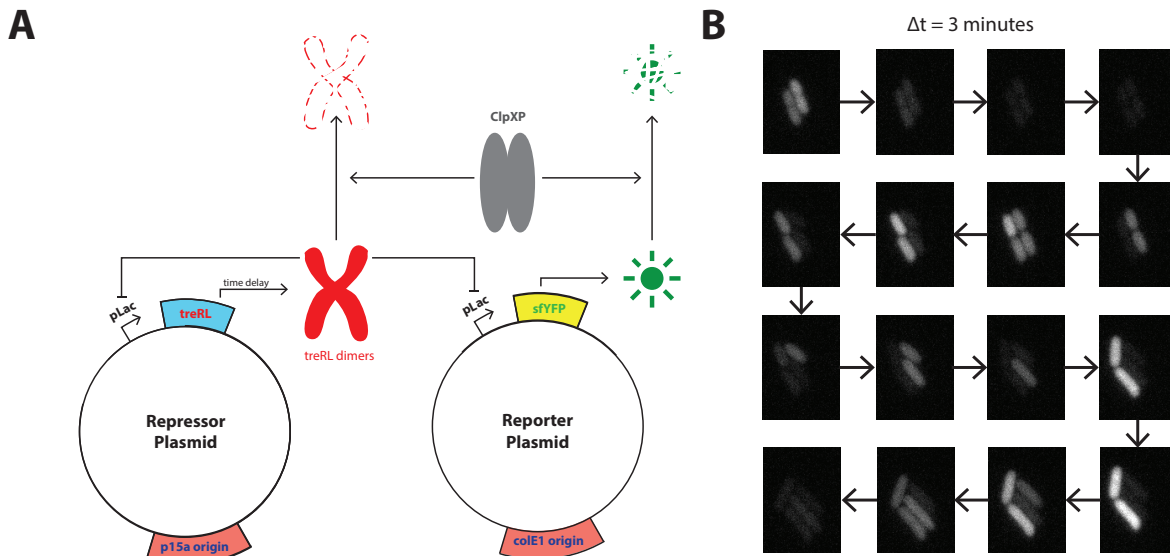 A
ClpXP
time delay
pLac
treRL
treRL dimers
Repressor
Plasmid
p15a origin
pLac
sfYFP
Reporter
Plasmid
colE1 origin
B
Δt = 3 minutes